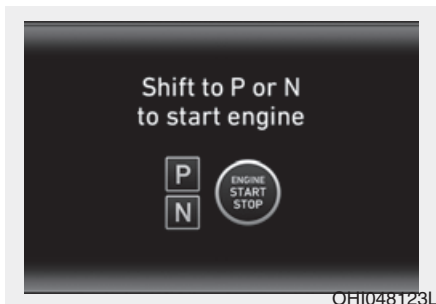 Shift to P or N
to start engine
P
N
ENGINE
START
STOP
OHI048123L